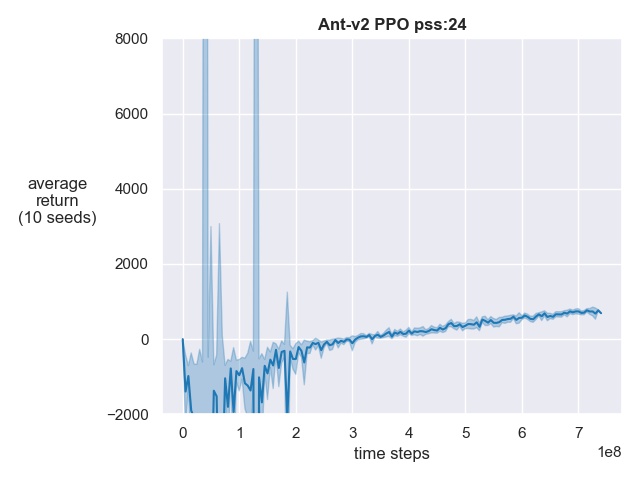 Ant-v2 PPO pss:24
8000
6000
4000
2000
0
−2000
average
return
(10 seeds)
0 1 2 3 4 5 6 7
1e8
time steps